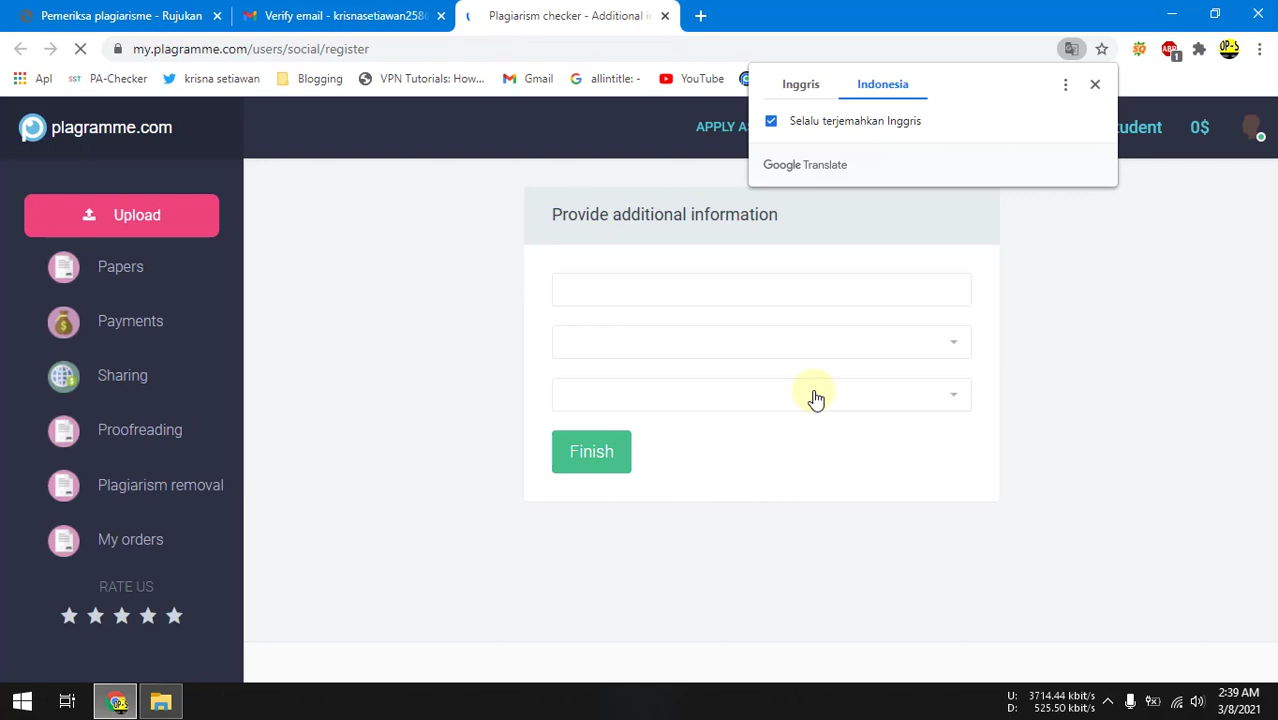 Pemeriksa plagiarisme - Rujukan
Verify email - krisnasetiawan258
Plagiarism checker - Additional i
my.plagramme.com/users/social/register
Apl
SST PA-Checker
krisna setiawan
Blogging
VPN Tutorials: How...
Gmail
allintitle: -
YouTube
Inggris
Indonesia
Selalu terjemahkan Inggris
Google Translate
plagramme.com
APPLY AS
tudent
0$
Upload
Papers
Payments
Sharing
Proofreading
Plagiarism removal
My orders
RATE US
Provide additional information
Finish
U: 3714.44 kbit/s
D: 525.50 kbit/s
2:39 AM
3/8/2021